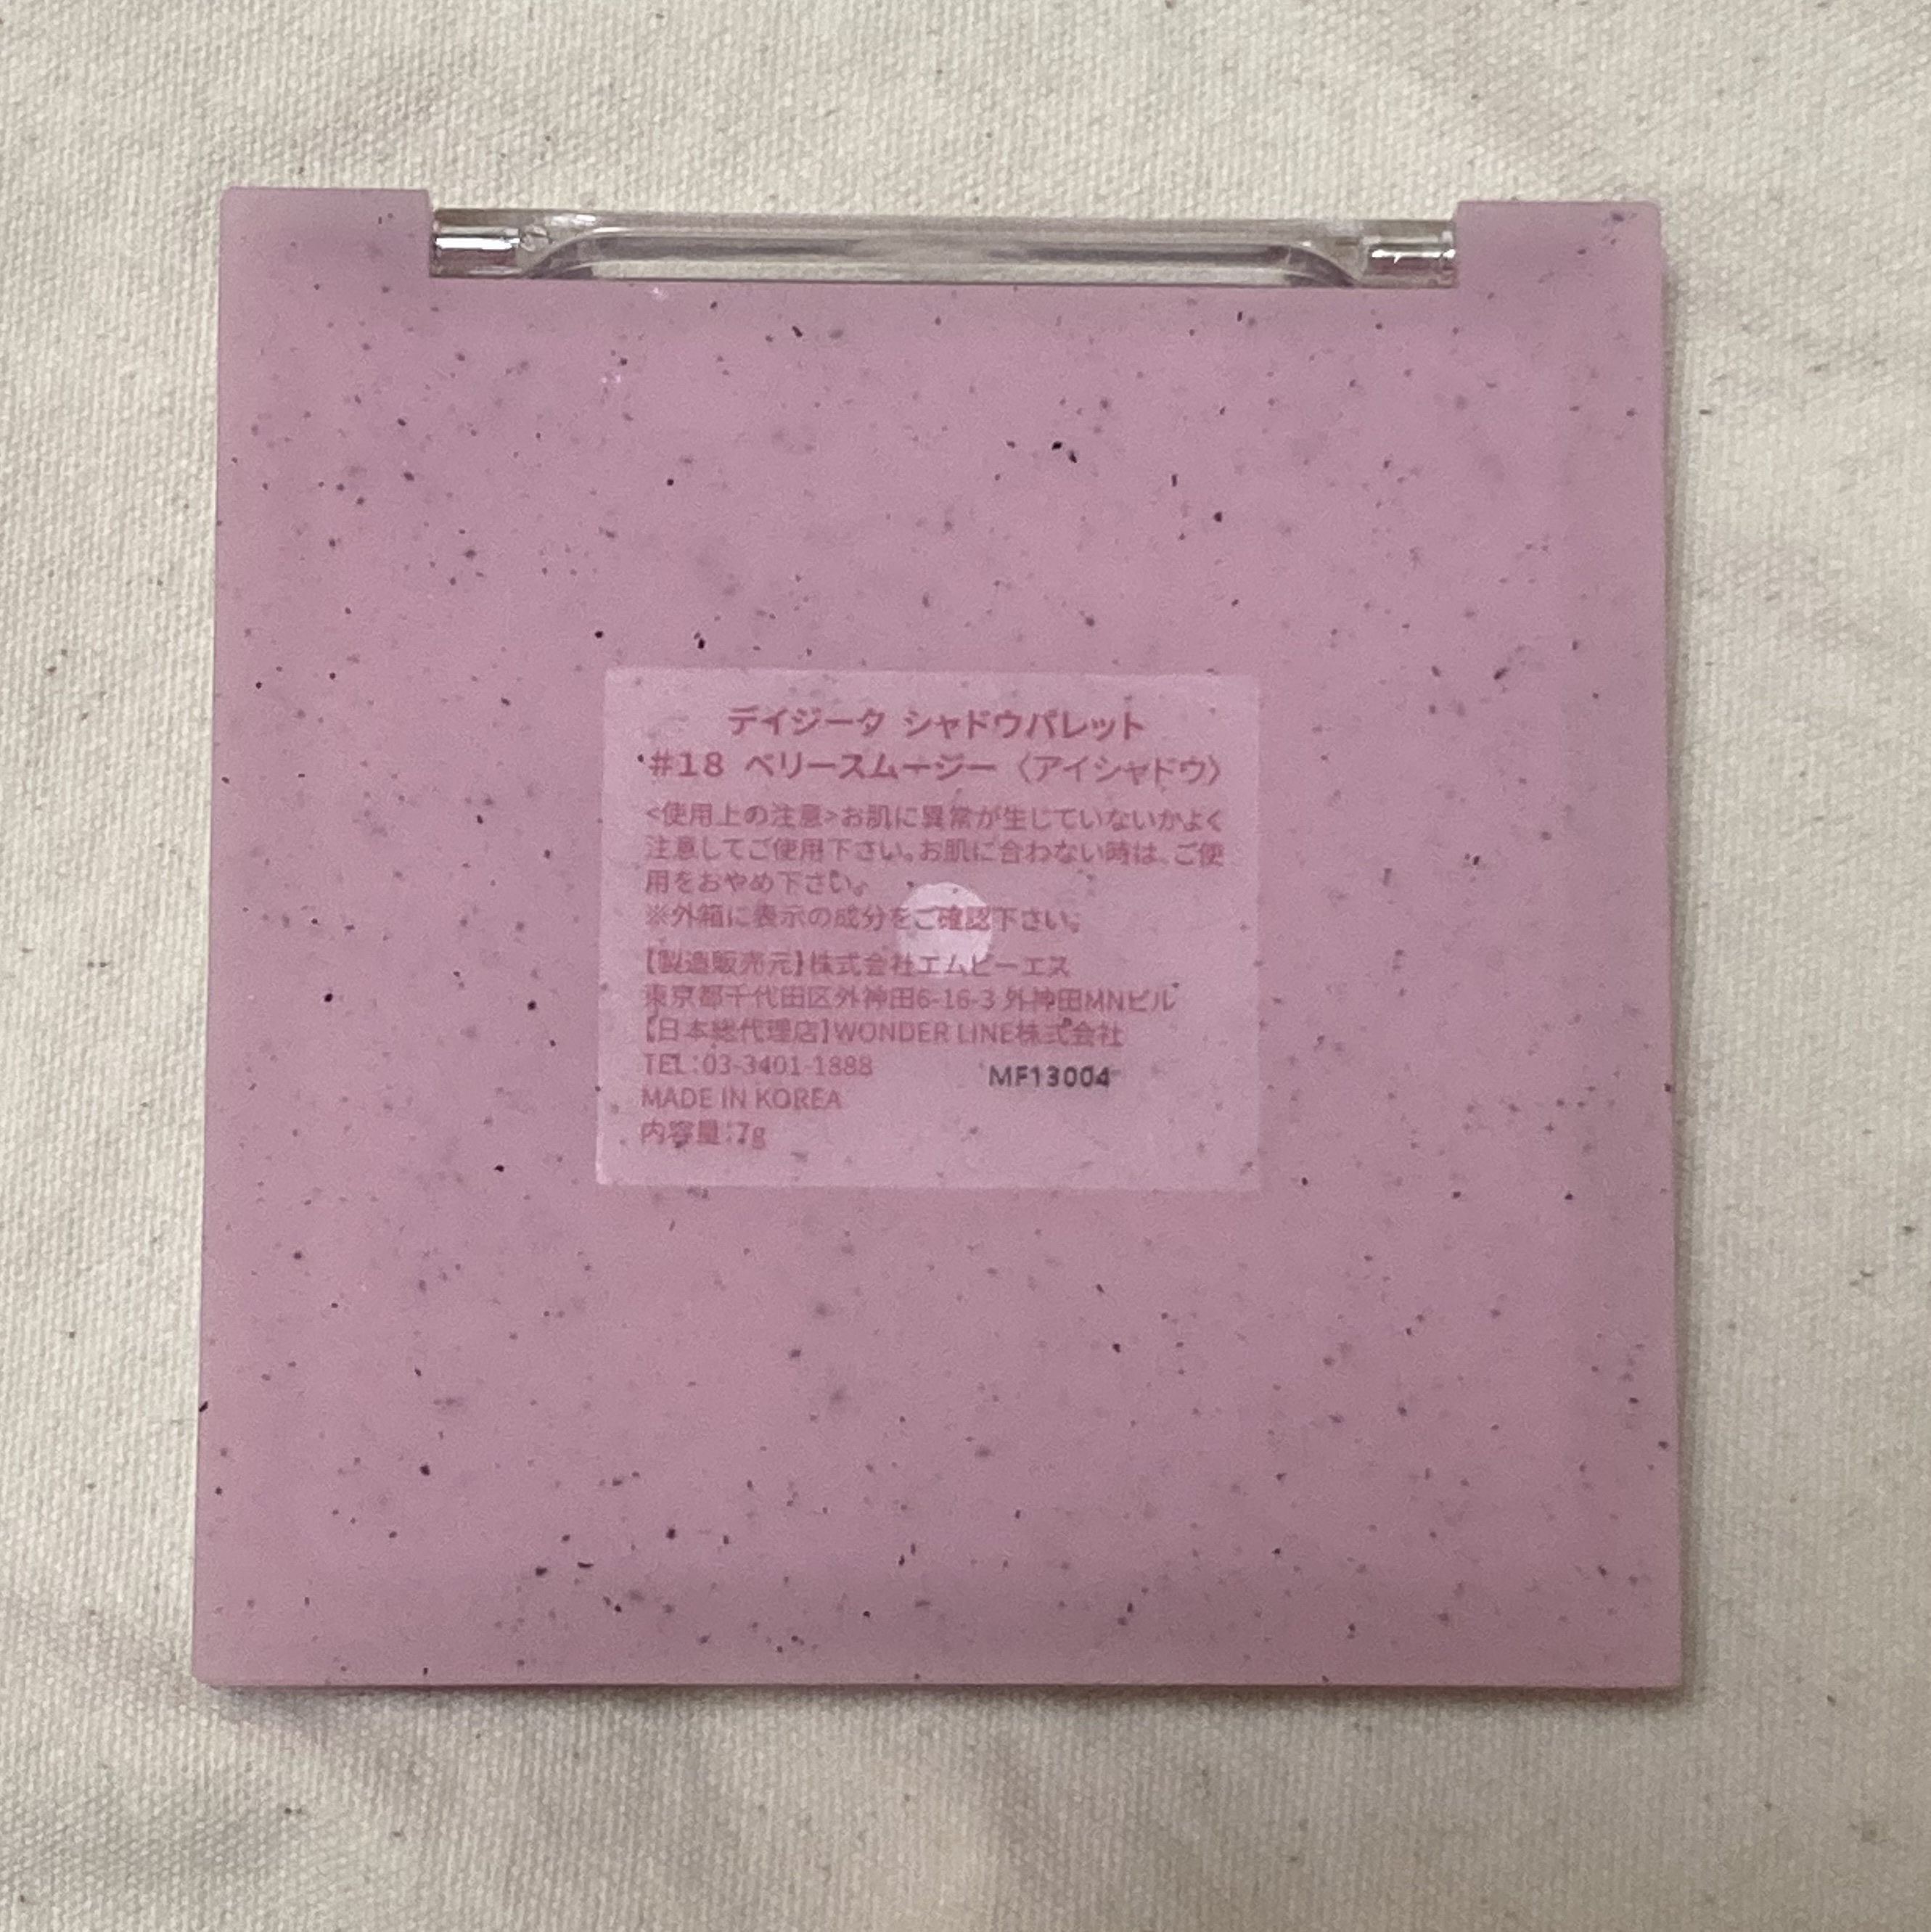 デイジーク シャドウパレット
#18 ベリースムージー〈アイシャドウ〉
<使用上の注意>お肌に異常が生じていないかよく
注意してご使用下さい。お肌に合わない時は、ご使
用をおやめ下さい。
※外箱に表示の成分をご確認下さい。
【製造販売元】株式会社エムビーエス
東京都千代田区外神田6-16-3 外神田MNビル
【日本総代理店】WONDER LINE株式会社
TEL:03-3401-1888
MF13004
MADE IN KOREA
内容量:7g